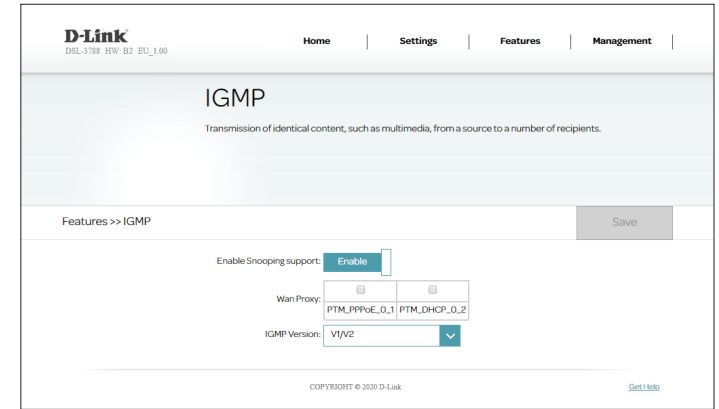 D-Link
DSL-3788 HW: B2 EU_1.00
Home Settings Features Management
IGMP
Transmission of identical content, such as multimedia, from a source to a number of recipients.
Features >> IGMP Save
Enable Snooping support: Enable
Wan Proxy:
PTM_PPPoE_0_1 PTM_DHCP_0_2
IGMP Version: V1/V2
COPYRIGHT © 2020 D-Link Get Help